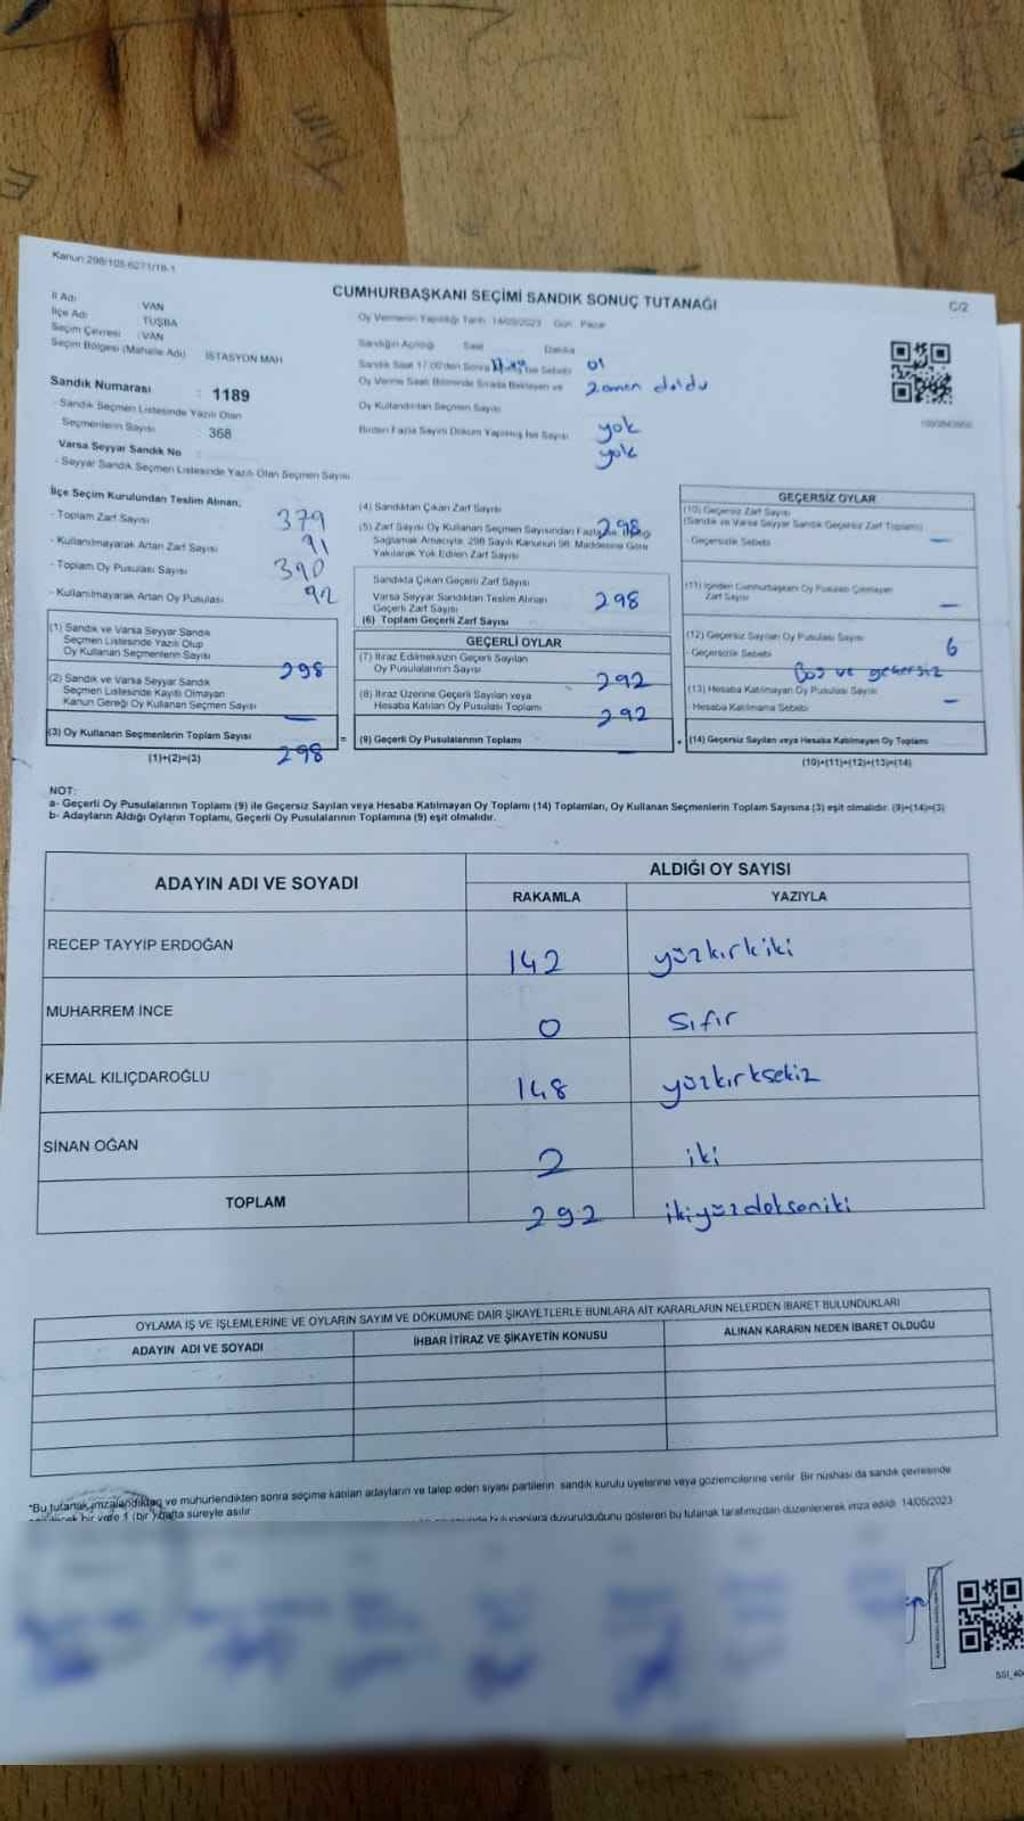 Kanun:298/105-6271/18-1
CUMHURBAŞKANI SEÇİMİ SANDIK SONUÇ TUTANAĞI
C/2
İl Adı VAN
İlçe Adı TUŞBA
Seçim Çevresi VAN
Seçim Bölgesi (Mahalle Adı) İSTASYON MAH
Oy Vermenin Yapıldığı Tarih 14/05/2023 Gün Pazar
Sandığın Açılışı Saat Dakika
01
Sandık Saat 17:00'den Sonra
zamen doldu
Oy Verme Saati Bitiminde Sırada Bekleyen ve
Oy Kullandırılan Seçmen Sayısı
yok
Birden Fazla Sayım Döküm Yapılmış İse Sayısı
yok
Sandık Numarası : 1189
- Sandık Seçmen Listesinde Yazılı Olan
Seçmenlerin Sayısı 368
Varsa Seyyar Sandık No
- Seyyar Sandık Seçmen Listesinde Yazılı Olan Seçmen Sayısı
İlçe Seçim Kurulundan Teslim Alınan,
- Toplam Zarf Sayısı 379
- Kullanılmayarak Artan Zarf Sayısı 91
- Toplam Oy Pusulası Sayısı 390
- Kullanılmayarak Artan Oy Pusulası 92
(1) Sandık ve Varsa Seyyar Sandık
Seçmen Listesinde Yazılı Olup
Oy Kullanan Seçmenlerin Sayısı 298
(2) Sandık ve Varsa Seyyar Sandık
Seçmen Listesinde Kayıtlı Olmayan
Kanun Gereği Oy Kullanan Seçmen Sayısı —
(3) Oy Kullanan Seçmenlerin Toplam Sayısı 298
(1)+(2)=(3)
(4) Sandıktan Çıkan Zarf Sayısı 298
(5) Zarf Sayısı Oy Kullanan Seçmen Sayısından Fazla
Sağlamak Amacıyla, 298 Sayılı Kanunun 98. Maddesine Göre
Yakılarak Yok Edilen Zarf Sayısı
Sandıkta Çıkan Geçerli Zarf Sayısı
Varsa Seyyar Sandıktan Teslim Alınan
Geçerli Zarf Sayısı
298
(6) Toplam Geçerli Zarf Sayısı
GEÇERLİ OYLAR
(7) İtiraz Edilmeksizin Geçerli Sayılan
Oy Pusulalarının Sayısı 292
(8) İtiraz Üzerine Geçerli Sayılan veya
Hesaba Katılan Oy Pusulası Toplamı 292
= (9) Geçerli Oy Pusulalarının Toplamı
GEÇERSİZ OYLAR
(10) Geçersiz Zarf Sayısı
(Sandık ve Varsa Seyyar Sandık Geçersiz Zarf Toplamı)
- Geçersizlik Sebebi —
(11) İçinden Cumhurbaşkanı Oy Pusulası Çıkmayan
Zarf Sayısı —
(12) Geçersiz Sayılan Oy Pusulası Sayısı 6
- Geçersizlik Sebebi Boş ve geçersiz
(13) Hesaba Katılmayan Oy Pusulası Sayısı —
Hesaba Katılmama Sebebi
+ (14) Geçersiz Sayılan veya Hesaba Katılmayan Oy Toplamı
(10)+(11)+(12)+(13)=(14)
NOT:
a- Geçerli Oy Pusulalarının Toplamı (9) ile Geçersiz Sayılan veya Hesaba Katılmayan Oy Toplamı (14) Toplamları, Oy Kullanan Seçmenlerin Toplam Sayısına (3) eşit olmalıdır. (9)+(14)=(3)
b- Adayların Aldığı Oyların Toplamı, Geçerli Oy Pusulalarının Toplamına (9) eşit olmalıdır.
ADAYIN ADI VE SOYADI
ALDIĞI OY SAYISI
RAKAMLA YAZIYLA
RECEP TAYYİP ERDOĞAN 142 yüzkırkiki
MUHARREM İNCE 0 sıfır
KEMAL KILIÇDAROĞLU 148 yüzkırksekiz
SİNAN OĞAN 2 iki
TOPLAM 292 ikiyüzdoksaniki
OYLAMA İŞ VE İŞLEMLERİNE VE OYLARIN SAYIM VE DÖKÜMÜNE DAİR ŞİKAYETLERLE BUNLARA AİT KARARLARIN NELERDEN İBARET BULUNDUKLARI
ADAYIN ADI VE SOYADI İHBAR İTİRAZ VE ŞİKAYETİN KONUSU ALINAN KARARIN NEDEN İBARET OLDUĞU
*Bu tutanak imzalandıktan ve mühürlendikten sonra seçime katılan adayların ve talep eden siyasi partilerin sandık kurulu üyelerine veya gözlemcilerine verilir. Bir nüshası da sandık çevresinde
bir yere 1 (bir) hafta süreyle asılır
bulunanlara duyurulduğunu gösteren bu tutanak tarafımızdan düzenlenerek imza edildi. 14/05/2023